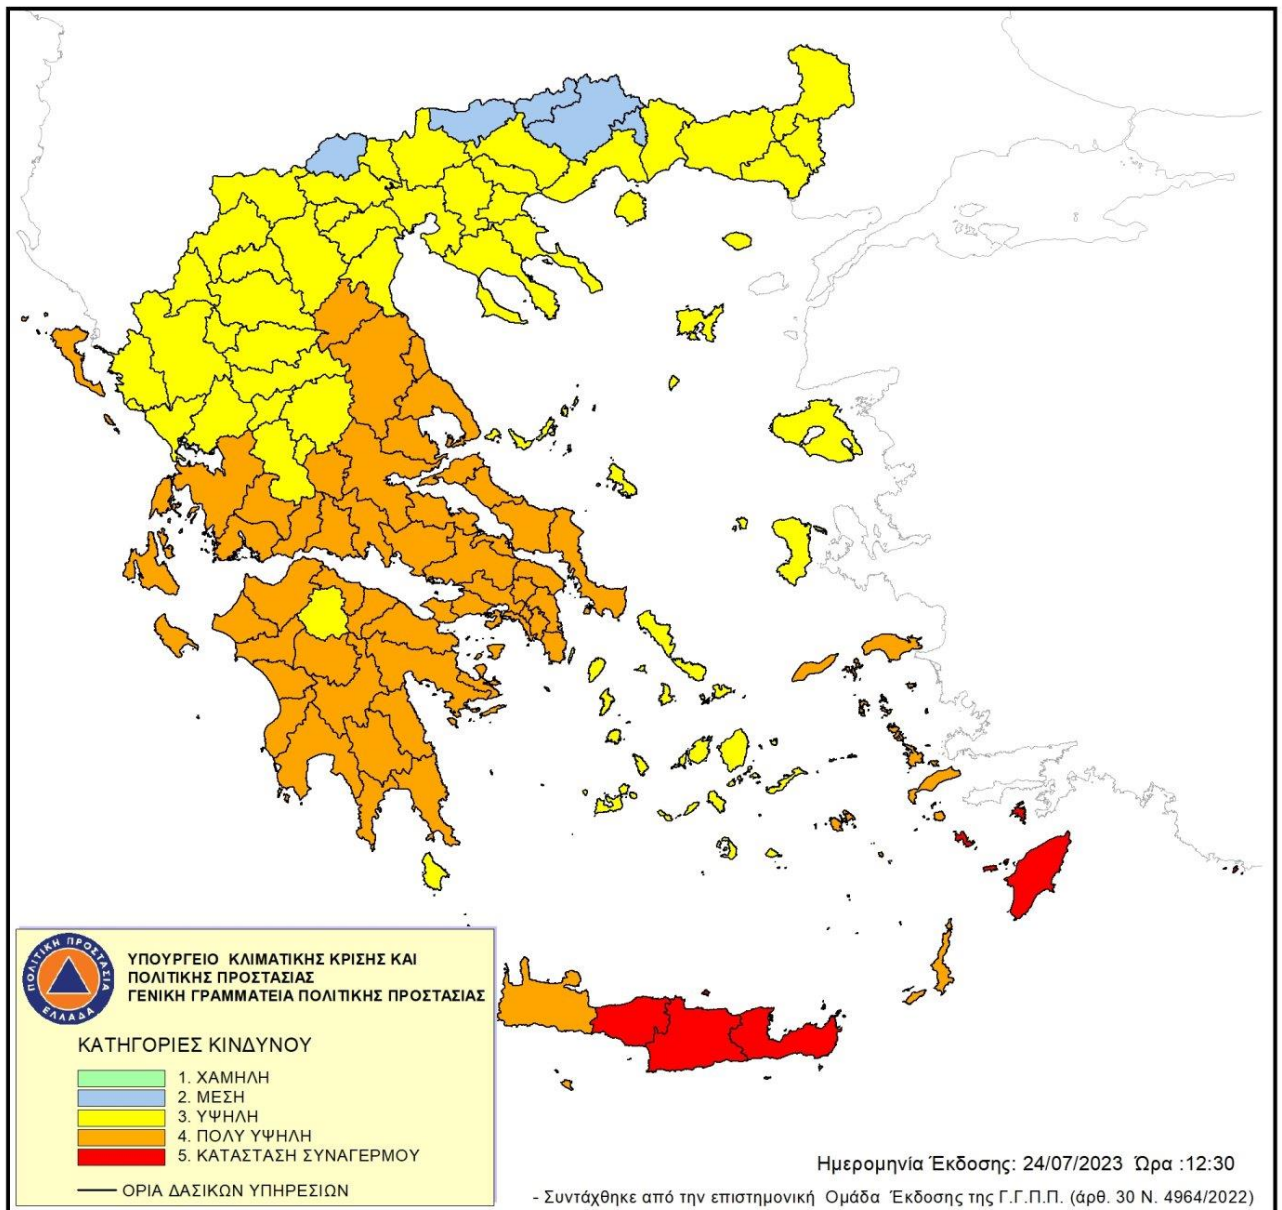 ΠΟΛΙΤΙΚΗ ΠΡΟΣΤΑΣΙΑ
ΕΛΛΑΔΑ
ΥΠΟΥΡΓΕΙΟ ΚΛΙΜΑΤΙΚΗΣ ΚΡΙΣΗΣ ΚΑΙ
ΠΟΛΙΤΙΚΗΣ ΠΡΟΣΤΑΣΙΑΣ
ΓΕΝΙΚΗ ΓΡΑΜΜΑΤΕΙΑ ΠΟΛΙΤΙΚΗΣ ΠΡΟΣΤΑΣΙΑΣ
ΚΑΤΗΓΟΡΙΕΣ ΚΙΝΔΥΝΟΥ
1. ΧΑΜΗΛΗ
2. ΜΕΣΗ
3. ΥΨΗΛΗ
4. ΠΟΛΥ ΥΨΗΛΗ
5. ΚΑΤΑΣΤΑΣΗ ΣΥΝΑΓΕΡΜΟΥ
ΟΡΙΑ ΔΑΣΙΚΩΝ ΥΠΗΡΕΣΙΩΝ
Ημερομηνία Έκδοσης: 24/07/2023 Ώρα :12:30
- Συντάχθηκε από την επιστημονική Ομάδα Έκδοσης της Γ.Γ.Π.Π. (άρθ. 30 Ν. 4964/2022)